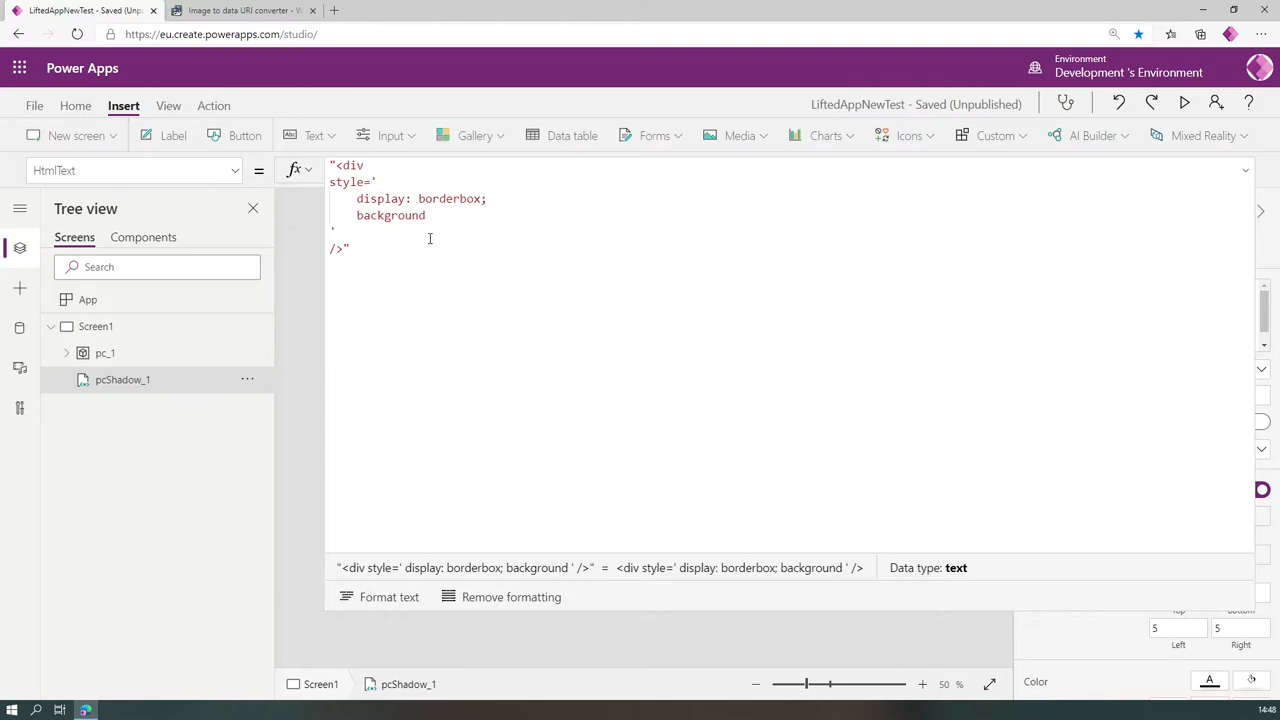 LiftedAppNewTest - Saved (Unpu
Image to data URI converter - W
https://eu.create.powerapps.com/studio/
Power Apps
Environment
Development 's Environment
File Home Insert View Action
LiftedAppNewTest - Saved (Unpublished)
New screen Label Button Text Input Gallery Data table Forms Media Charts Icons Custom AI Builder Mixed Reality
HtmlText = fx
"<div
style='
display: borderbox;
background
'
/>"
Tree view
Screens Components
Search
App
Screen1
pc_1
pcShadow_1
"<div style=' display: borderbox; background ' />" = <div style=' display: borderbox; background ' />
Data type: text
Format text Remove formatting
Top Bottom
5 5
Left Right
Color A
Screen1 pcShadow_1
50 %
14:48